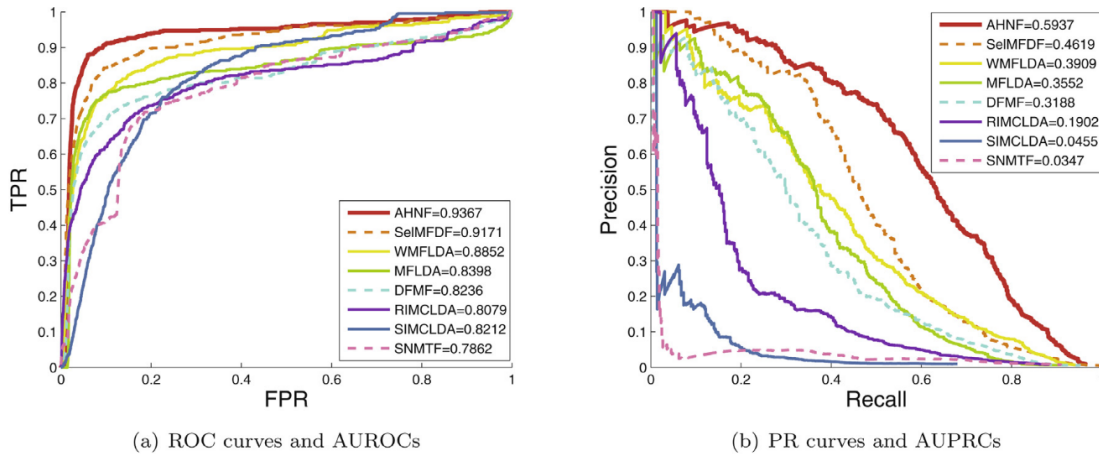 1
0.9
0.8
0.7
0.6
0.5
0.4
0.3
0.2
0.1
0
0 0.2 0.4 0.6 0.8 1
TPR
FPR
AHNF=0.9367
SelMFDF=0.9171
WMFLDA=0.8852
MFLDA=0.8398
DFMF=0.8236
RIMCLDA=0.8079
SIMCLDA=0.8212
SNMTF=0.7862
(a) ROC curves and AUROCs
1
0.9
0.8
0.7
0.6
0.5
0.4
0.3
0.2
0.1
0
0 0.2 0.4 0.6 0.8
Precision
Recall
AHNF=0.5937
SelMFDF=0.4619
WMFLDA=0.3909
MFLDA=0.3552
DFMF=0.3188
RIMCLDA=0.1902
SIMCLDA=0.0455
SNMTF=0.0347
(b) PR curves and AUPRCs